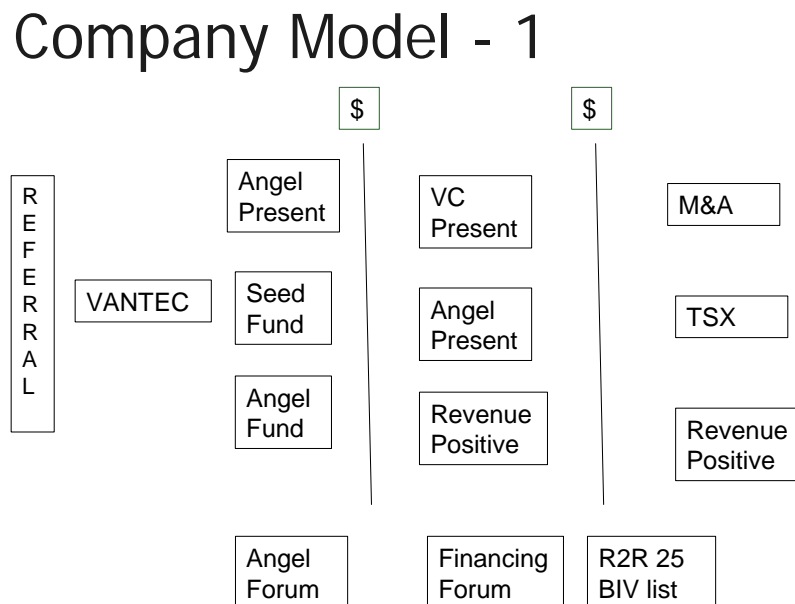 Company Model - 1
$
$
R
E
F
E
R
R
A
L
VANTEC
Angel
Present
Seed
Fund
Angel
Fund
VC
Present
Angel
Present
Revenue
Positive
M&A
TSX
Revenue
Positive
Angel
Forum
Financing
Forum
R2R 25
BIV list